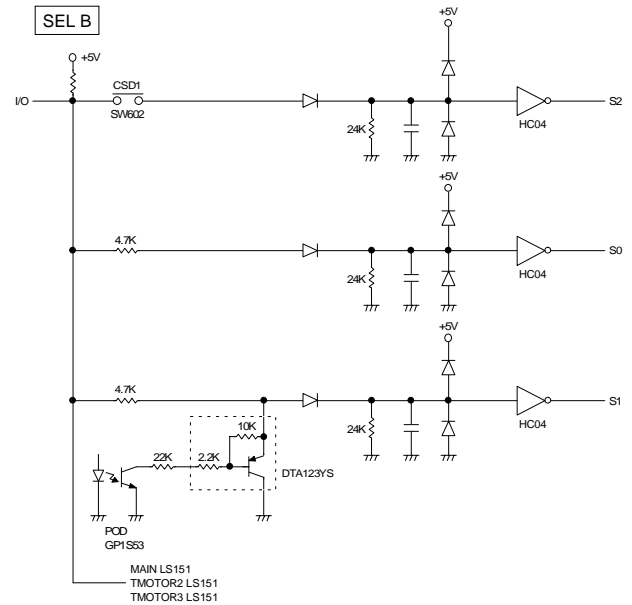 SEL B
+5V
+5V
I/O
CSD1
SW602
24K
HC04
S2
+5V
4.7K
24K
HC04
S0
+5V
4.7K
24K
HC04
S1
10K
22K
2.2K
DTA123YS
POD
GP1S53
MAIN LS151
TMOTOR2 LS151
TMOTOR3 LS151